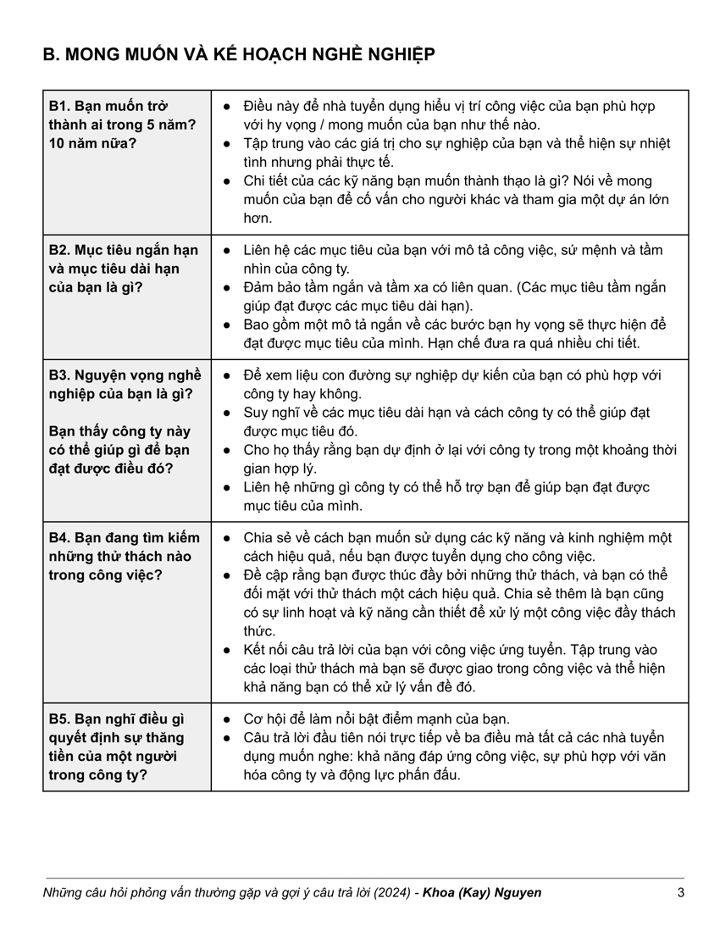 B. MONG MUỐN VÀ KẾ HOẠCH NGHỀ NGHIỆP
B1. Bạn muốn trở
thành ai trong 5 năm?
10 năm nữa?
● Điều này để nhà tuyển dụng hiểu vị trí công việc của bạn phù hợp
với hy vọng / mong muốn của bạn như thế nào.
● Tập trung vào các giá trị cho sự nghiệp của bạn và thể hiện sự nhiệt
tình nhưng phải thực tế.
● Chi tiết của các kỹ năng bạn muốn thành thạo là gì? Nói về mong
muốn của bạn để cố vấn cho người khác và tham gia một dự án lớn
hơn.
B2. Mục tiêu ngắn hạn
và mục tiêu dài hạn
của bạn là gì?
● Liên hệ các mục tiêu của bạn với mô tả công việc, sứ mệnh và tầm
nhìn của công ty.
● Đảm bảo tầm ngắn và tầm xa có liên quan. (Các mục tiêu tầm ngắn
giúp đạt được các mục tiêu dài hạn).
● Bao gồm một mô tả ngắn về các bước bạn hy vọng sẽ thực hiện để
đạt được mục tiêu của mình. Hạn chế đưa ra quá nhiều chi tiết.
B3. Nguyện vọng nghề
nghiệp của bạn là gì?
Bạn thấy công ty này
có thể giúp gì để bạn
đạt được điều đó?
● Để xem liệu con đường sự nghiệp dự kiến của bạn có phù hợp với
công ty hay không.
● Suy nghĩ về các mục tiêu dài hạn và cách công ty có thể giúp đạt
được mục tiêu đó.
● Cho họ thấy rằng bạn dự định ở lại với công ty trong một khoảng thời
gian hợp lý.
● Liên hệ những gì công ty có thể hỗ trợ bạn để giúp bạn đạt được
mục tiêu của mình.
B4. Bạn đang tìm kiếm
những thử thách nào
trong công việc?
● Chia sẻ về cách bạn muốn sử dụng các kỹ năng và kinh nghiệm một
cách hiệu quả, nếu bạn được tuyển dụng cho công việc.
● Đề cập rằng bạn được thúc đẩy bởi những thử thách, và bạn có thể
đối mặt với thử thách một cách hiệu quả. Chia sẻ thêm là bạn cũng
có sự linh hoạt và kỹ năng cần thiết để xử lý một công việc đầy thách
thức.
● Kết nối câu trả lời của bạn với công việc ứng tuyển. Tập trung vào
các loại thử thách mà bạn sẽ được giao trong công việc và thể hiện
khả năng bạn có thể xử lý vấn đề đó.
B5. Bạn nghĩ điều gì
quyết định sự thăng
tiến của một người
trong công ty?
● Cơ hội để làm nổi bật điểm mạnh của bạn.
● Câu trả lời đầu tiên nói trực tiếp về ba điều mà tất cả các nhà tuyển
dụng muốn nghe: khả năng đáp ứng công việc, sự phù hợp với văn
hóa công ty và động lực phấn đấu.
Những câu hỏi phỏng vấn thường gặp và gợi ý câu trả lời (2024) - Khoa (Kay) Nguyen 3